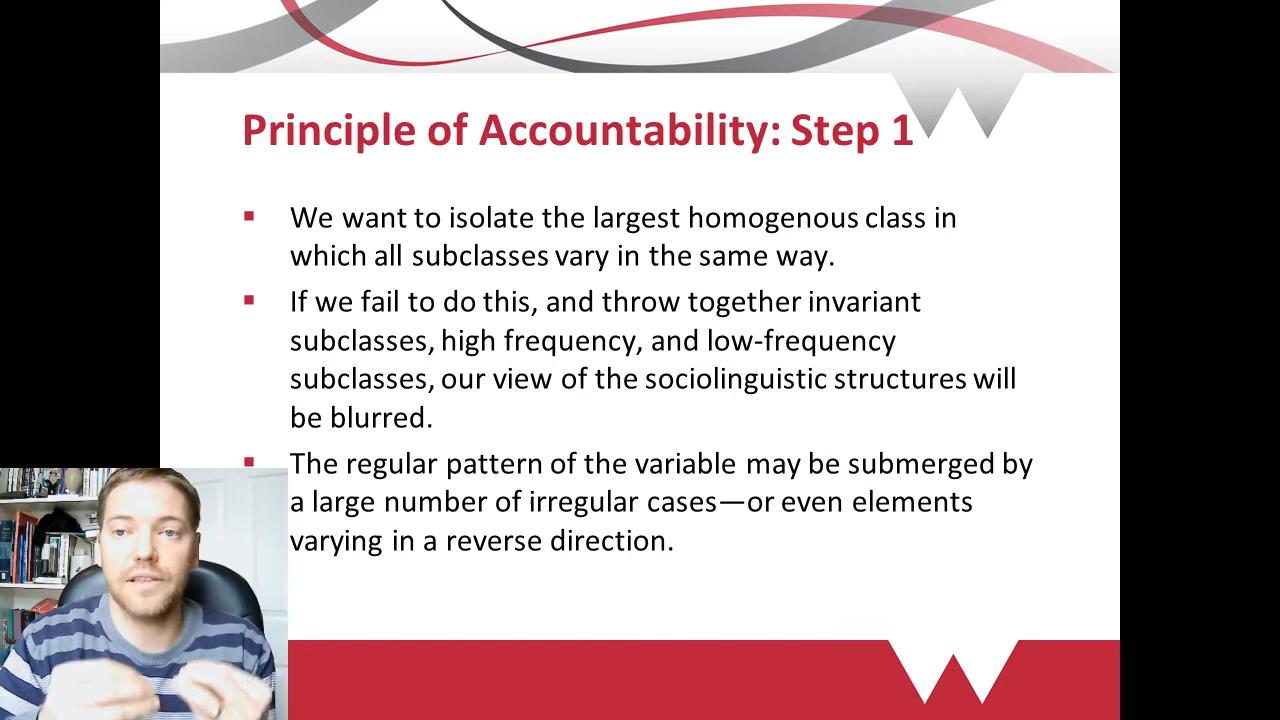 Principle of Accountability: Step 1
We want to isolate the largest homogenous class in
which all subclasses vary in the same way.
If we fail to do this, and throw together invariant
subclasses, high frequency, and low-frequency
subclasses, our view of the sociolinguistic structures will
be blurred.
The regular pattern of the variable may be submerged by
a large number of irregular cases—or even elements
varying in a reverse direction.